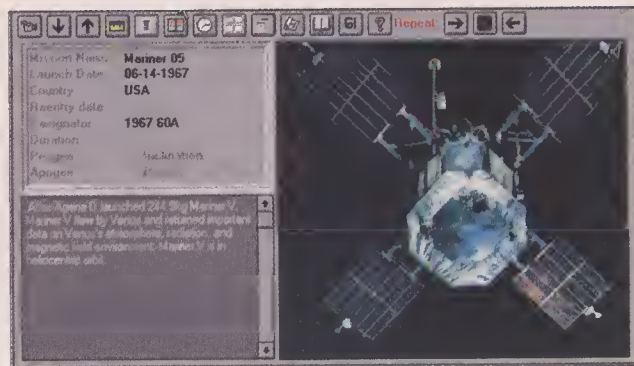 Repeat:
Mission Name Mariner 05
Launch Date 06-14-1967
Country USA
Reentry date
Designator 1967 60A
Duration
Perigee Inclination
Apogee
Atlas-Agena D launched 244.9kg Mariner V.
Mariner V flew by Venus and returned important
data on Venus's atmosphere, radiation, and
magnetic field environment. Mariner V is in
heliocentric orbit.